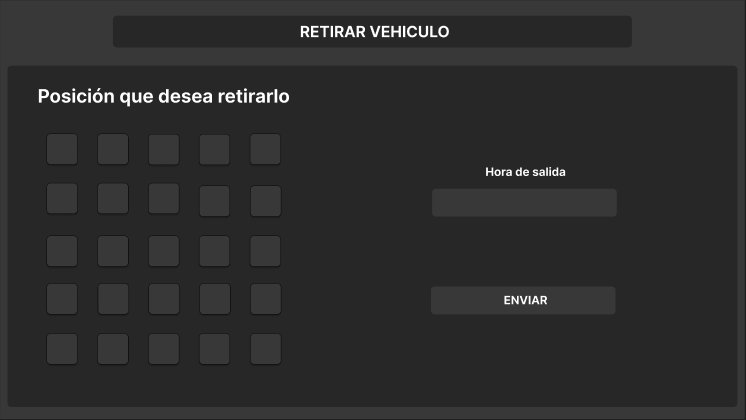 RETIRAR VEHICULO
Posición que desea retirarlo
Hora de salida
ENVIAR